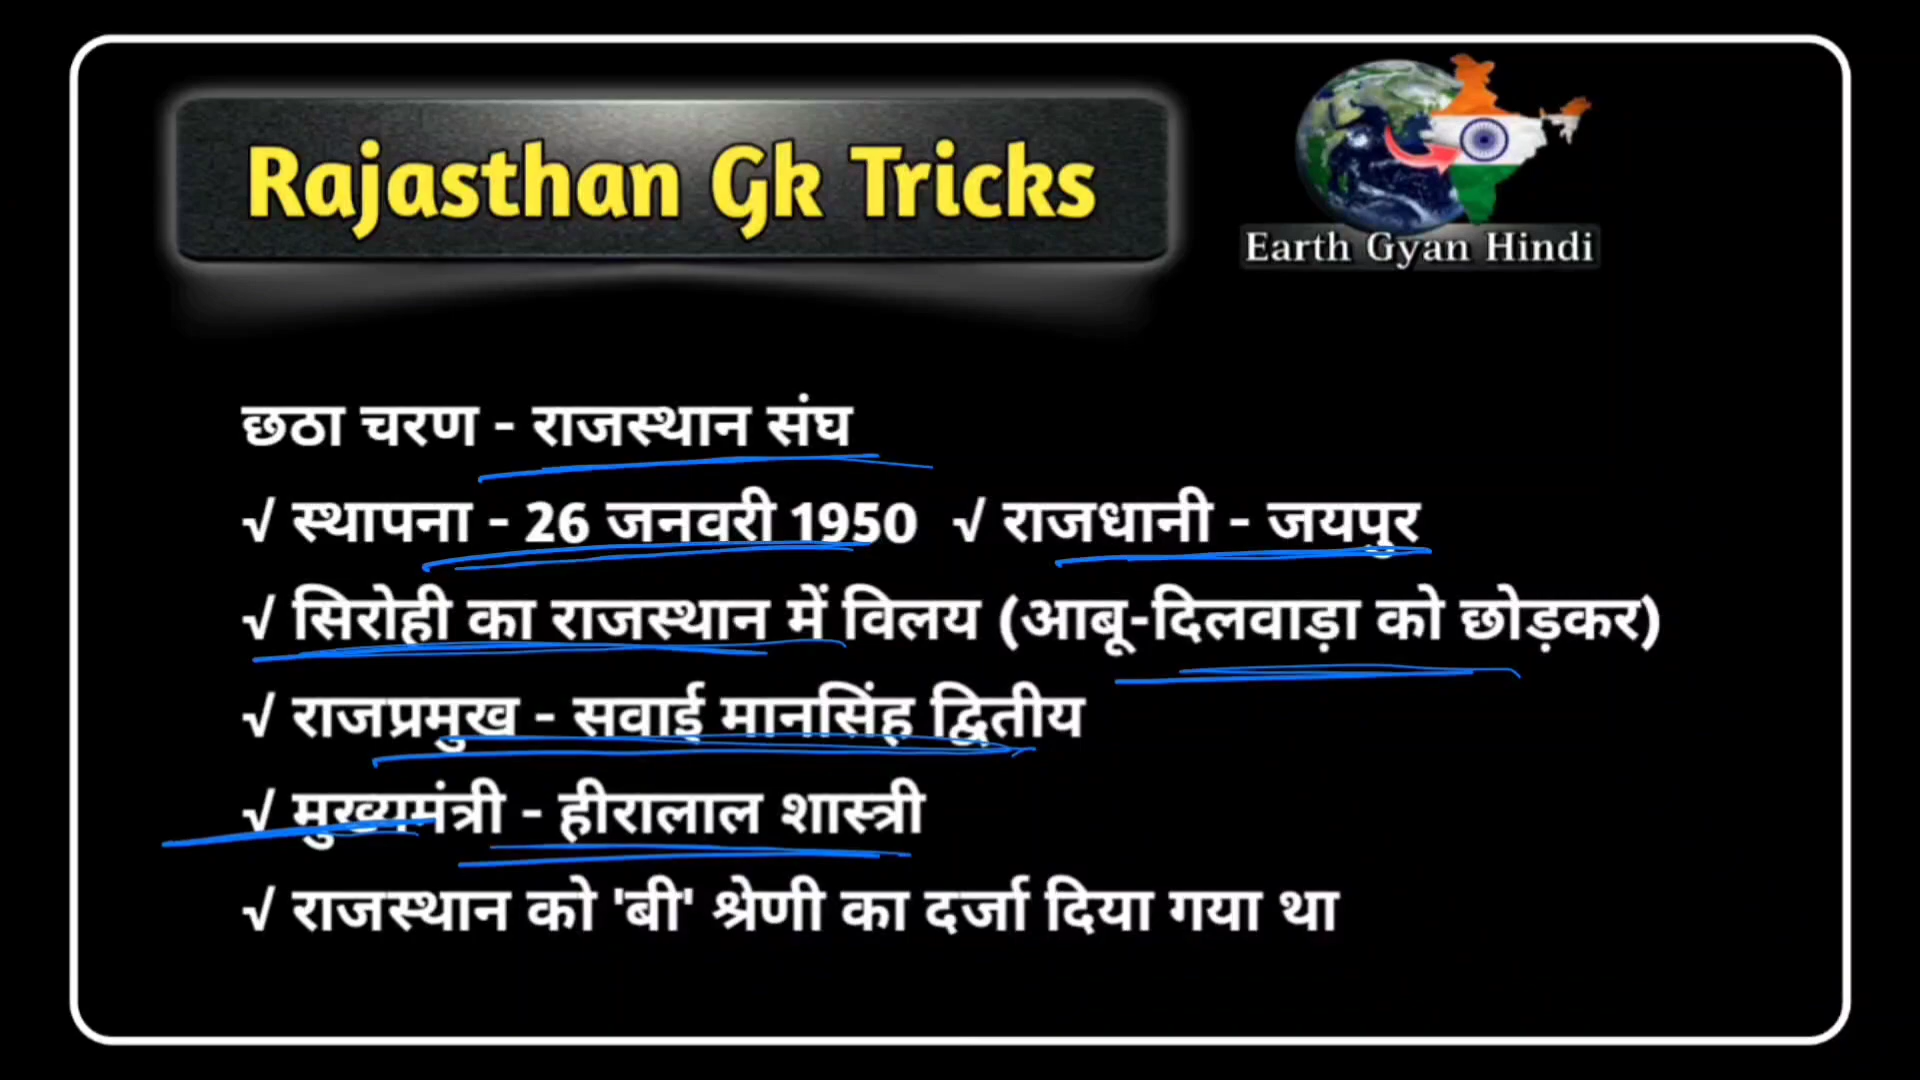 Rajasthan Gk Tricks
Earth Gyan Hindi
छठा चरण - राजस्थान संघ
√ स्थापना - 26 जनवरी 1950 √ राजधानी - जयपुर
√ सिरोही का राजस्थान में विलय (आबू-दिलवाड़ा को छोड़कर)
√ राजप्रमुख - सवाई मानसिंह द्वितीय
√ मुख्यमंत्री - हीरालाल शास्त्री
√ राजस्थान को 'बी' श्रेणी का दर्जा दिया गया था